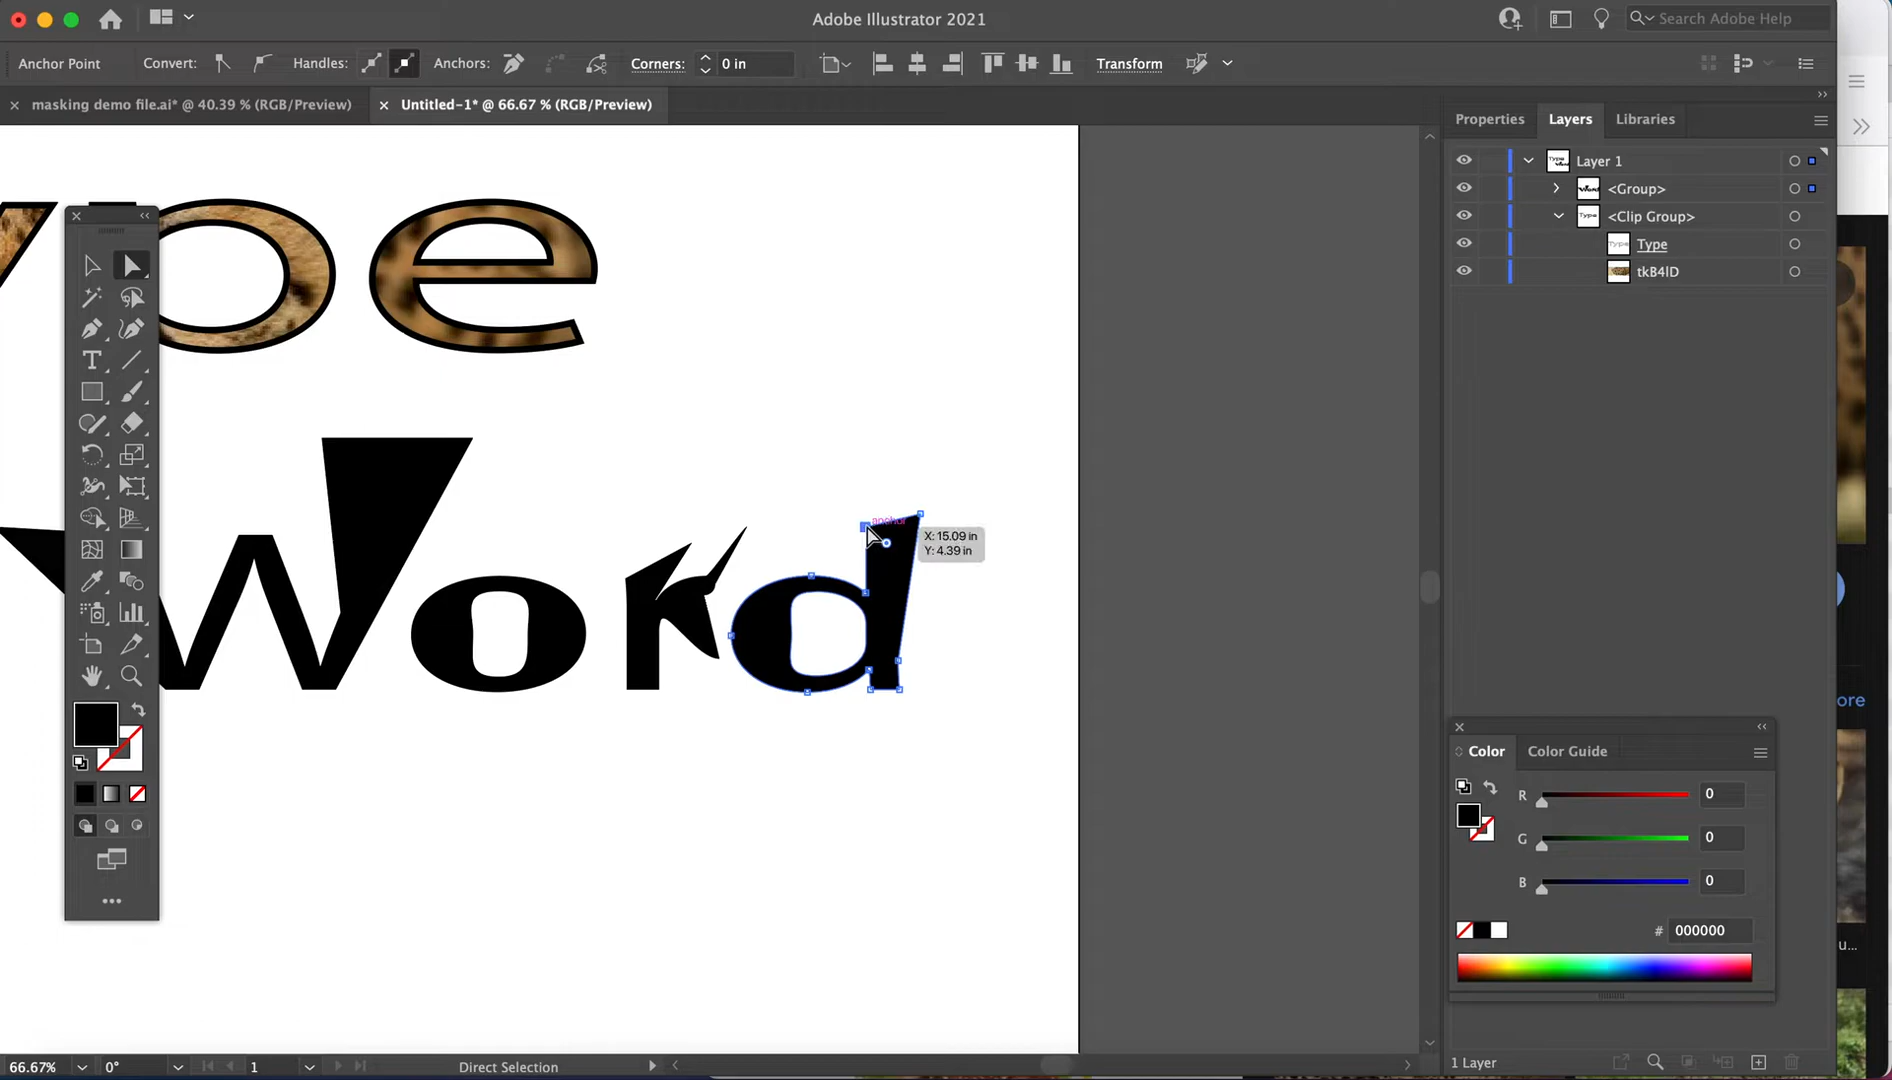 Adobe Illustrator 2021
Search Adobe Help
Anchor Point
Convert:
Handles:
Anchors:
Corners:
0 in
Transform
masking demo file.ai* @ 40.39 % (RGB/Preview)
Untitled-1* @ 66.67 % (RGB/Preview)
Properties
Layers
Libraries
Layer 1
<Group>
<Clip Group>
Type
tkB4lD
ype
anchor
X: 15.09 in
Y: 4.39 in
Word
ore
Color
Color Guide
R
0
G
0
B
0
# 000000
u...
66.67%
0°
1
Direct Selection
1 Layer